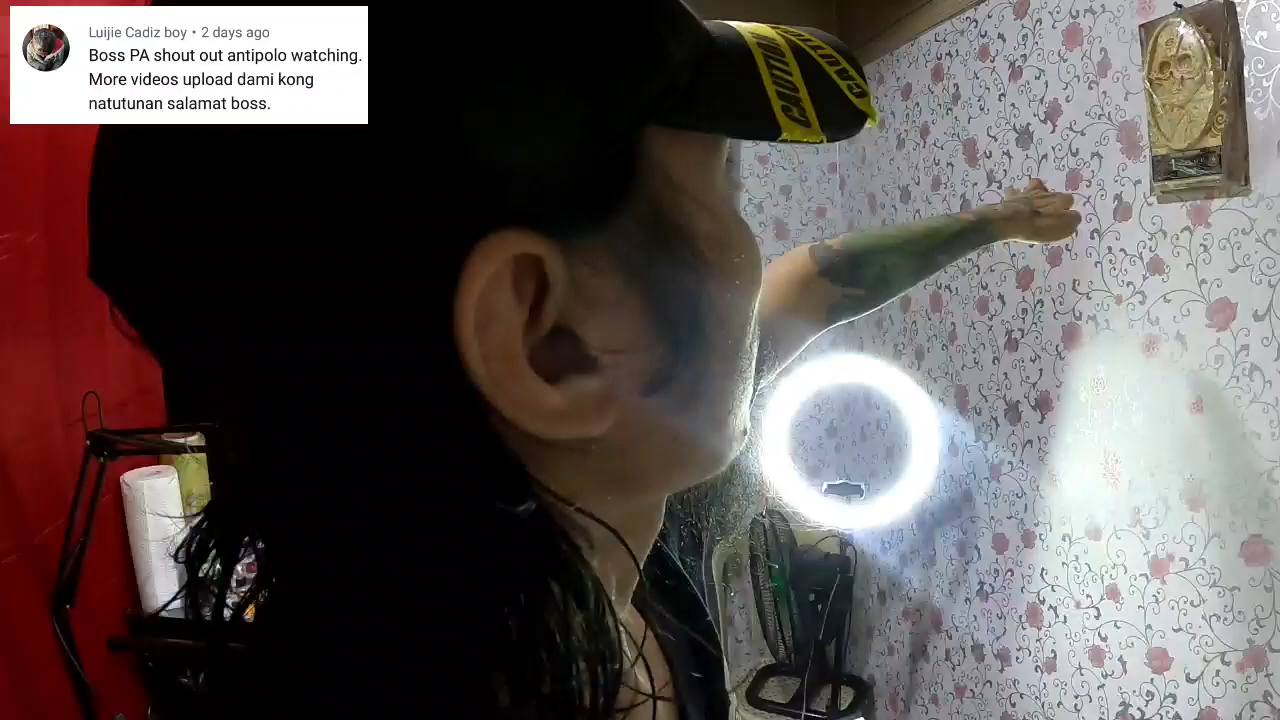 Luijie Cadiz boy • 2 days ago
Boss PA shout out antipolo watching.
More videos upload dami kong
natutunan salamat boss.
CAUTION